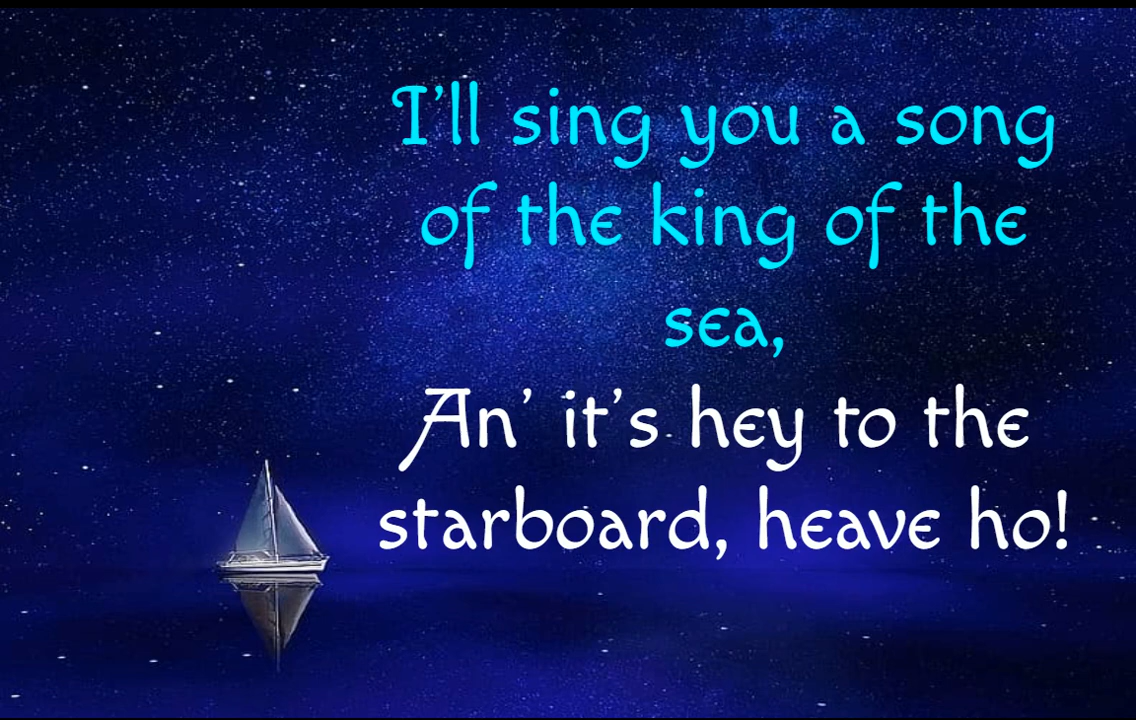 I'll sing you a song
of the king of the
sea,
An' it's hey to the
starboard, heave ho!